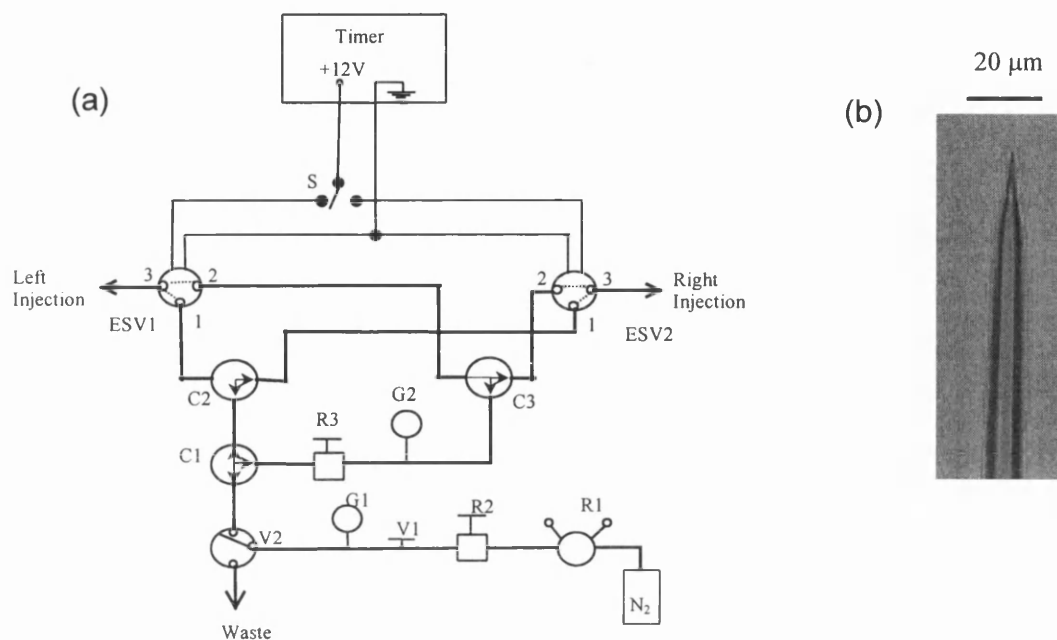 Timer
+12V
(a)
S
3
2
Left
Injection
ESV1
1
2
3
Right
Injection
1
ESV2
C2
C3
G2
R3
C1
G1
V1
R2
R1
V2
N₂
Waste
20 µm
(b)